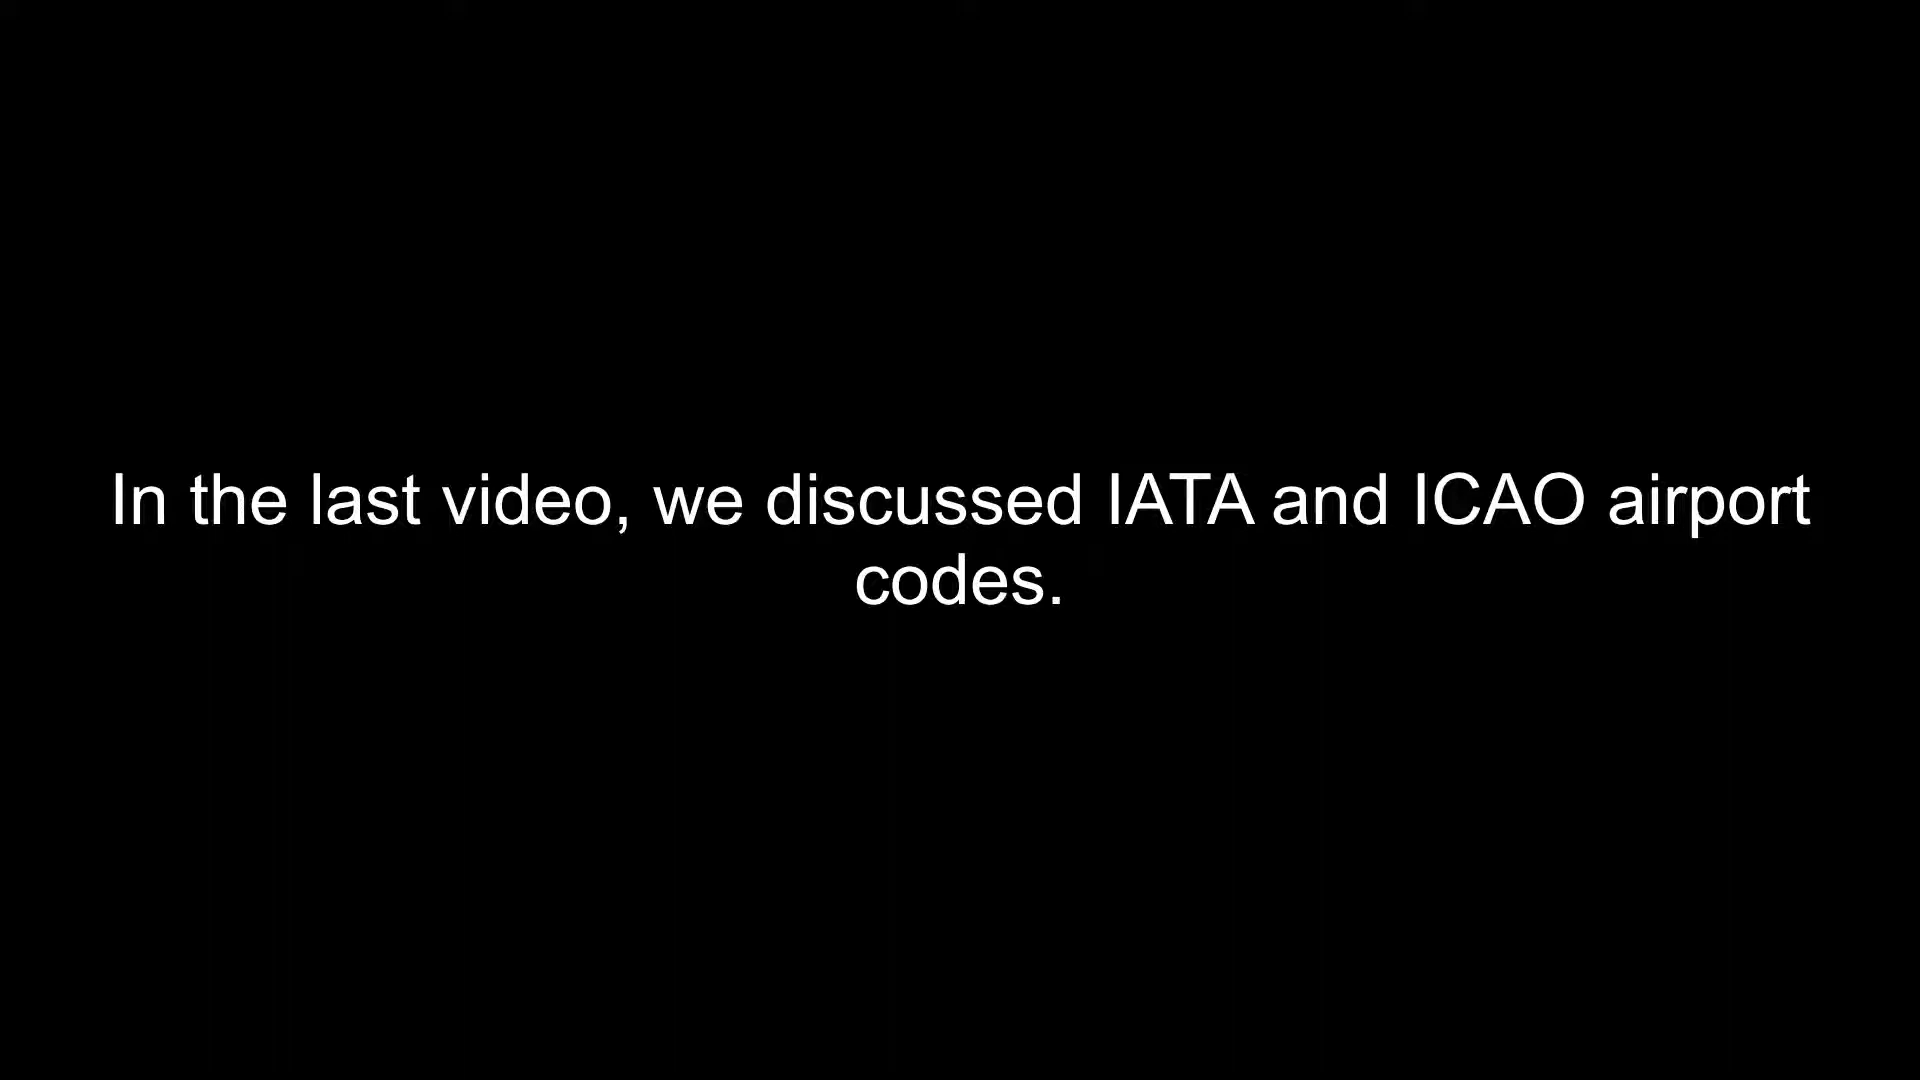 In the last video, we discussed IATA and ICAO airport
codes.